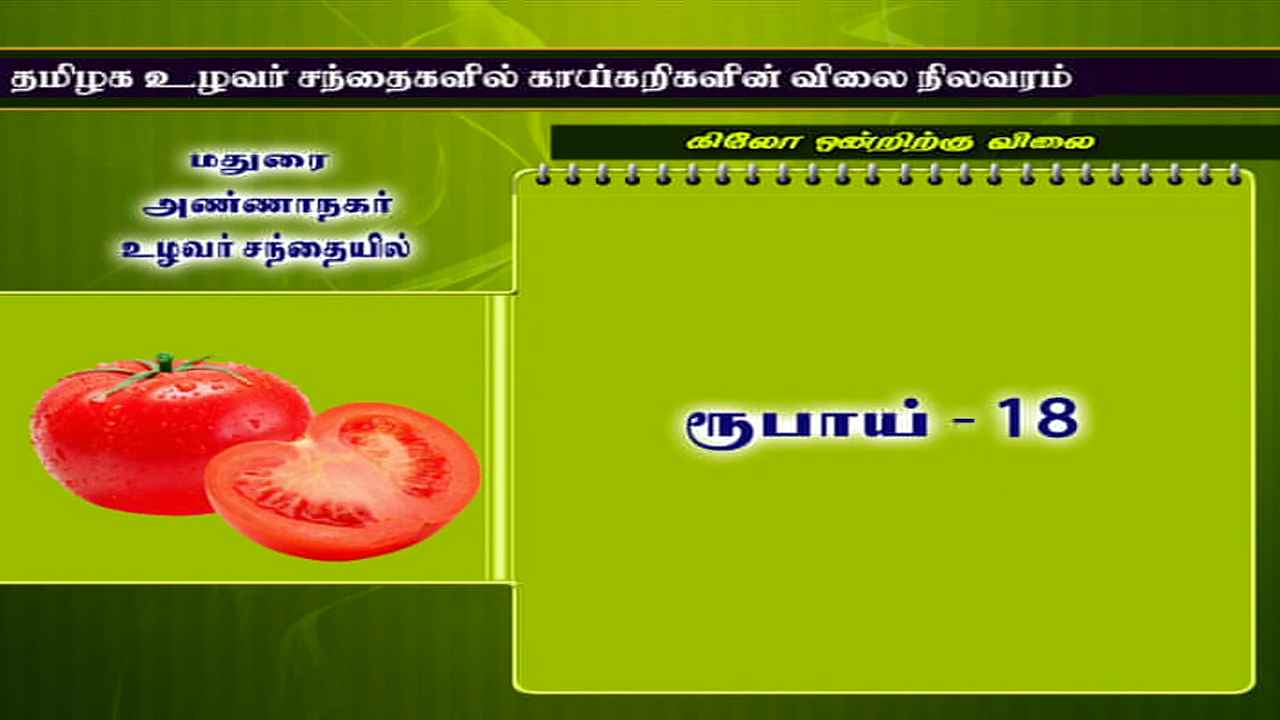 தமிழக உழவர் சந்தைகளில் காய்கறிகளின் விலை நிலவரம்
கிலோ ஒன்றிற்கு விலை
மதுரை
அண்ணாநகர்
உழவர் சந்தையில்
ரூபாய் - 18